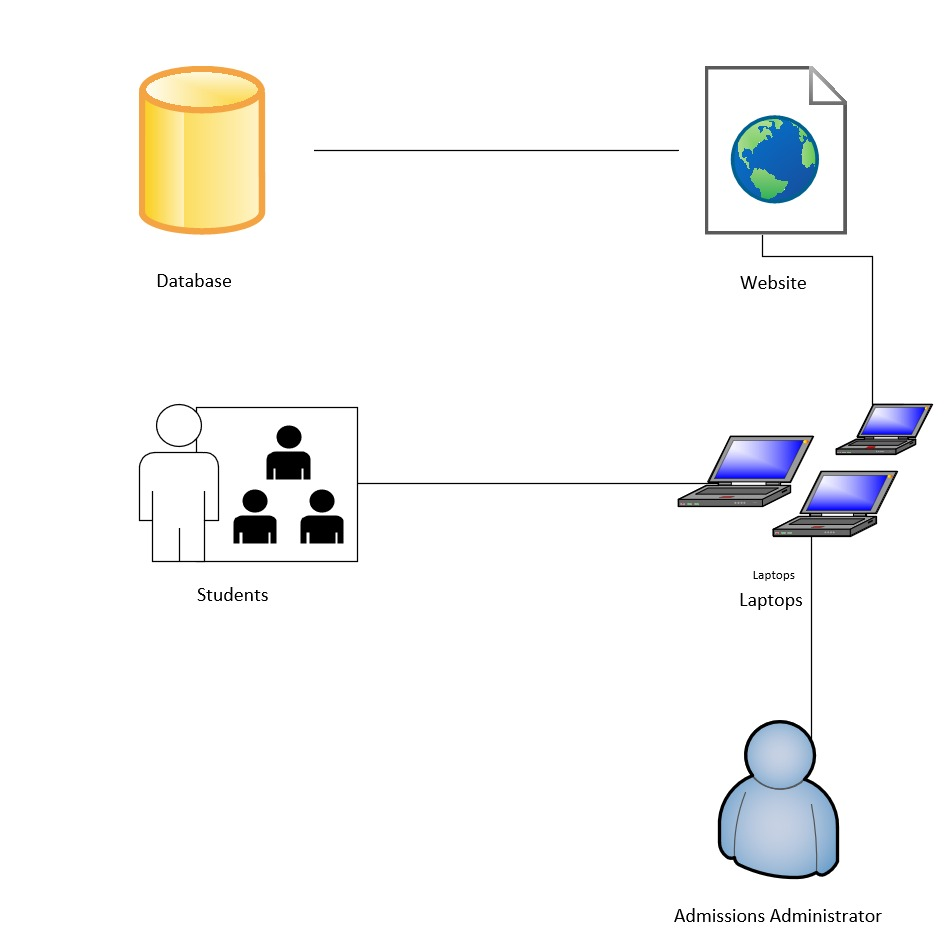 Database
Website
Students
Laptops
Laptops
Admissions Administrator